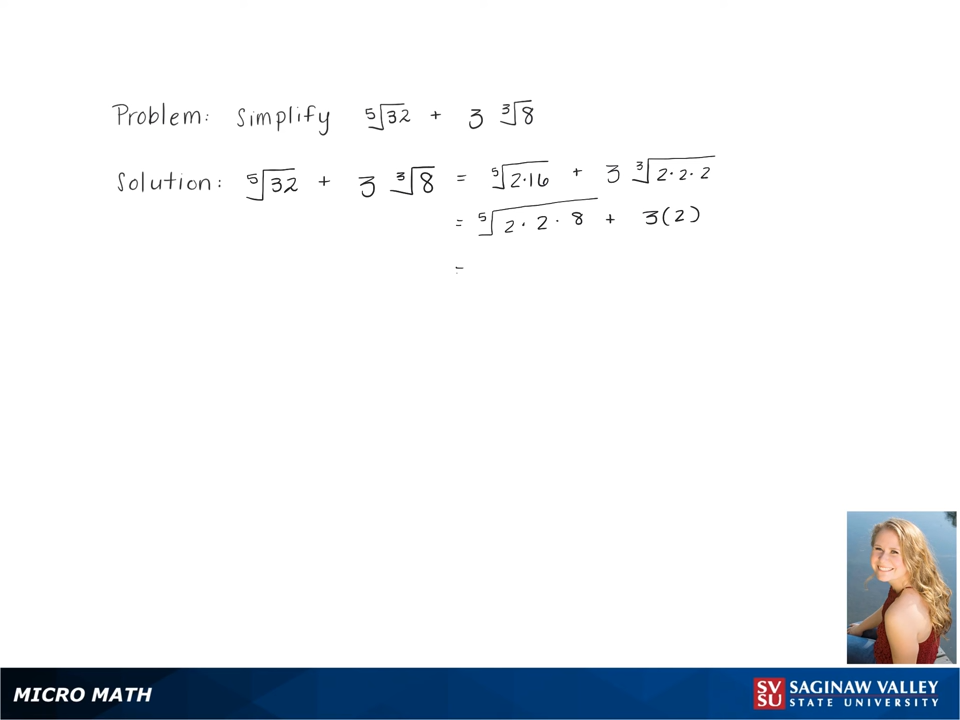 Problem: Simplify ⁵√32 + 3 ³√8
Solution: ⁵√32 + 3 ³√8 = ⁵√2·16 + 3 ³√2·2·2
= ⁵√2·2·8 + 3(2)
=
MICRO MATH
SVSU SAGINAW VALLEY
STATE UNIVERSITY